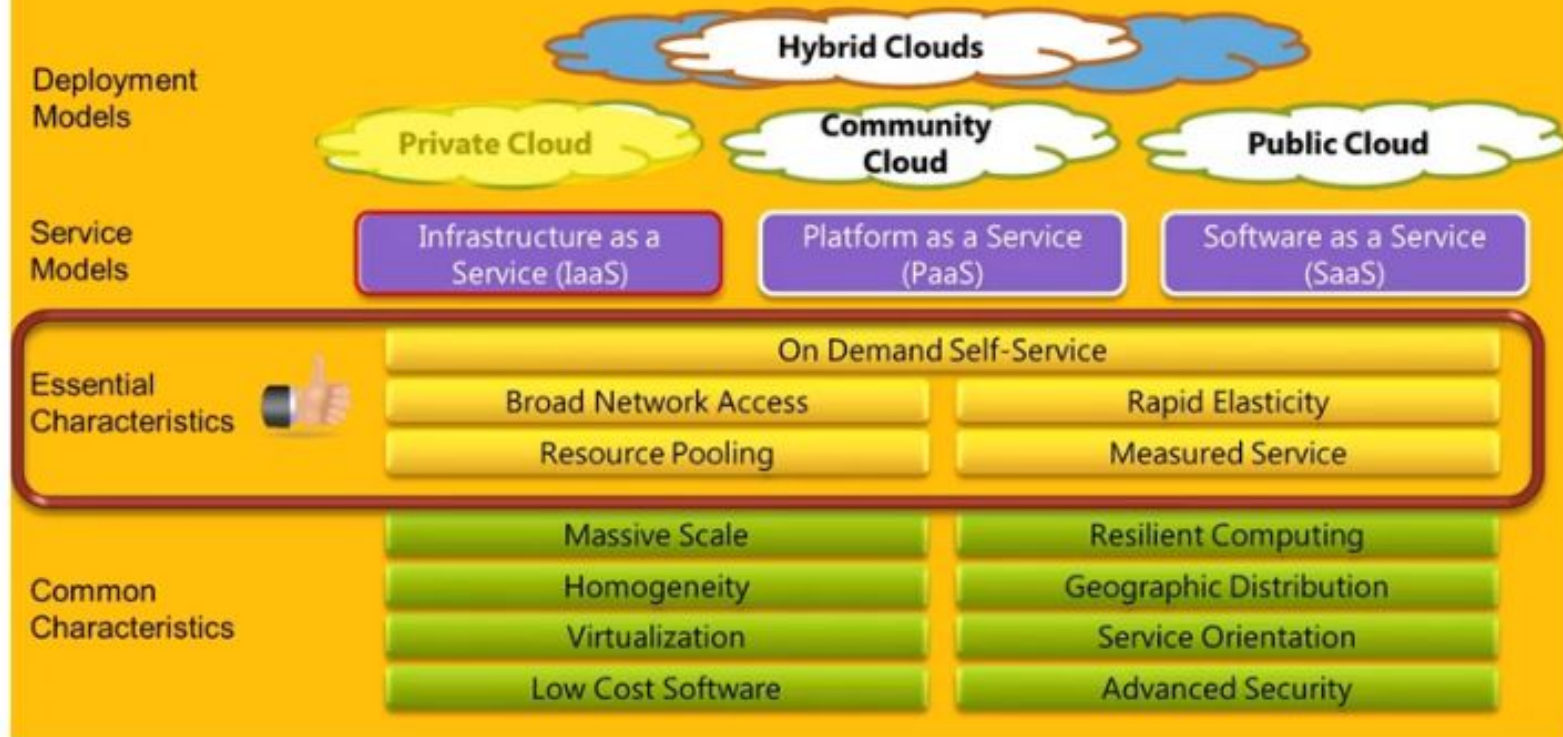 Hybrid Clouds
Deployment
Models
Private Cloud
Community
Cloud
Public Cloud
Service
Models
Infrastructure as a
Service (IaaS)
Platform as a Service
(PaaS)
Software as a Service
(SaaS)
Essential
Characteristics
On Demand Self-Service
Broad Network Access
Rapid Elasticity
Resource Pooling
Measured Service
Common
Characteristics
Massive Scale
Resilient Computing
Homogeneity
Geographic Distribution
Virtualization
Service Orientation
Low Cost Software
Advanced Security